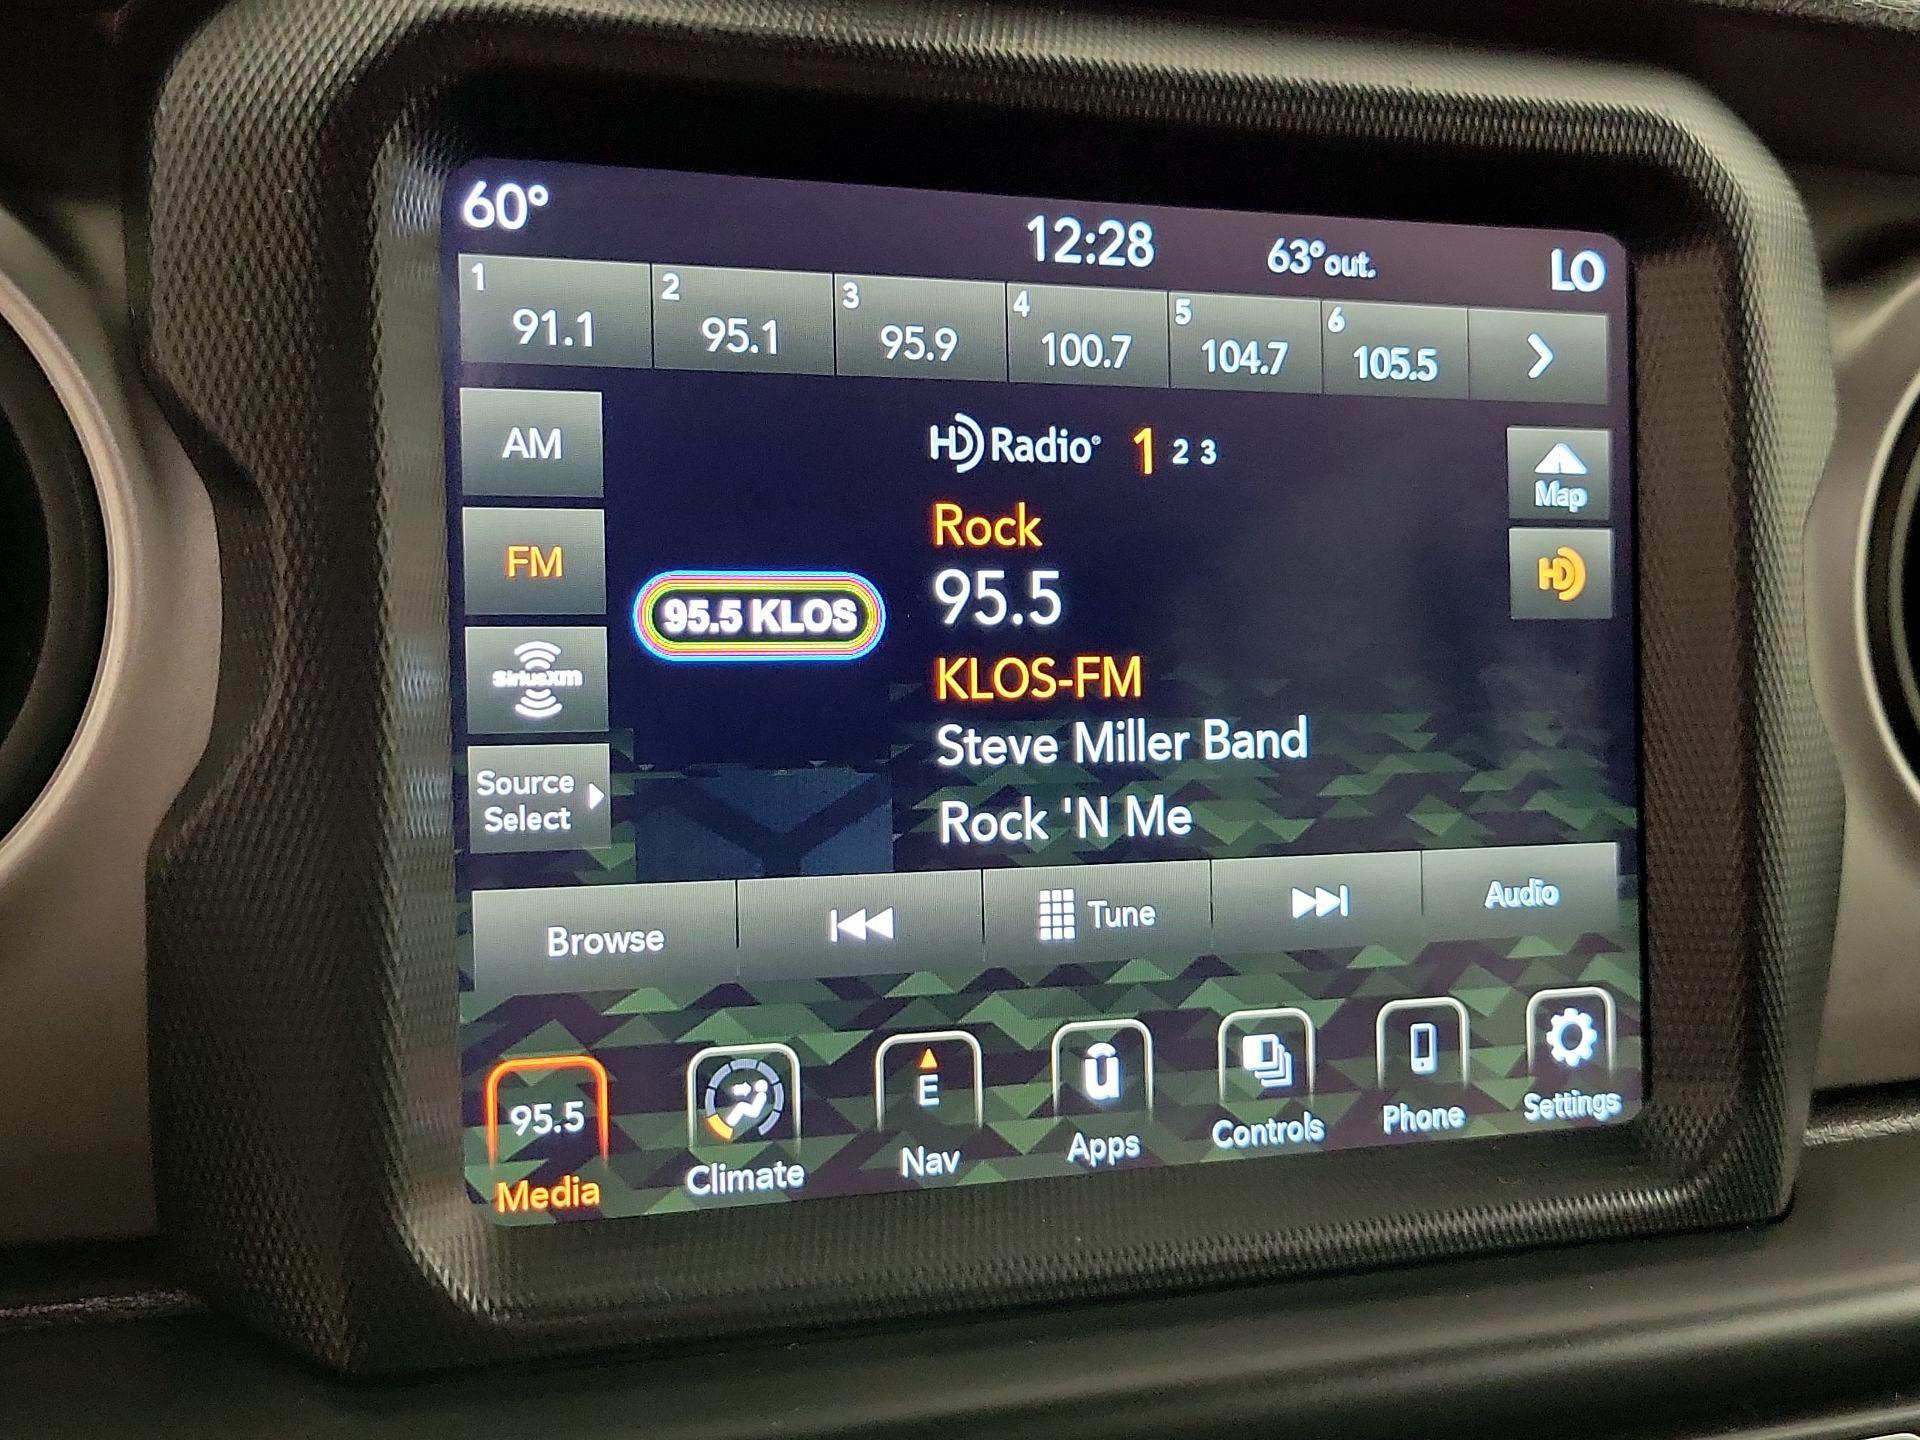 60° 12:28 63°out. LO
1 2 3 4 5 6
91.1 95.1 95.9 100.7 104.7 105.5
AM
HD Radio® 1 2 3
Map
Rock
FM
HD
95.5
95.5 KLOS
KLOS-FM
SiriusXM
Steve Miller Band
Source
Select
Rock 'N Me
Browse Tune Audio
95.5 E u
Media Climate Nav Apps Controls Phone Settings